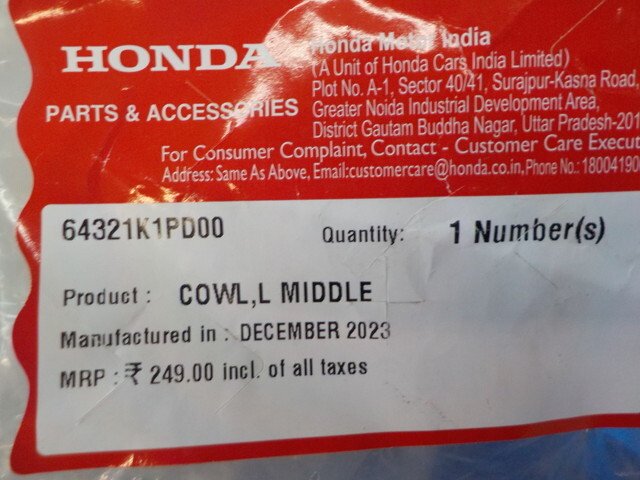 HONDA
PARTS & ACCESSORIES
Honda Motor India
(A Unit of Honda Cars India Limited)
Plot No. A-1, Sector 40/41, Surajpur-Kasna Road
Greater Noida Industrial Development Area,
District Gautam Buddha Nagar, Uttar Pradesh-201
For Consumer Complaint, Contact - Customer Care Execut
Address: Same As Above, Email:customercare@honda.co.in, Phone No.: 18004190
64321K1PD00
Quantity: 1 Number(s)
Product : COWL,L MIDDLE
Manufactured in : DECEMBER 2023
MRP : ₹ 249.00 incl. of all taxes